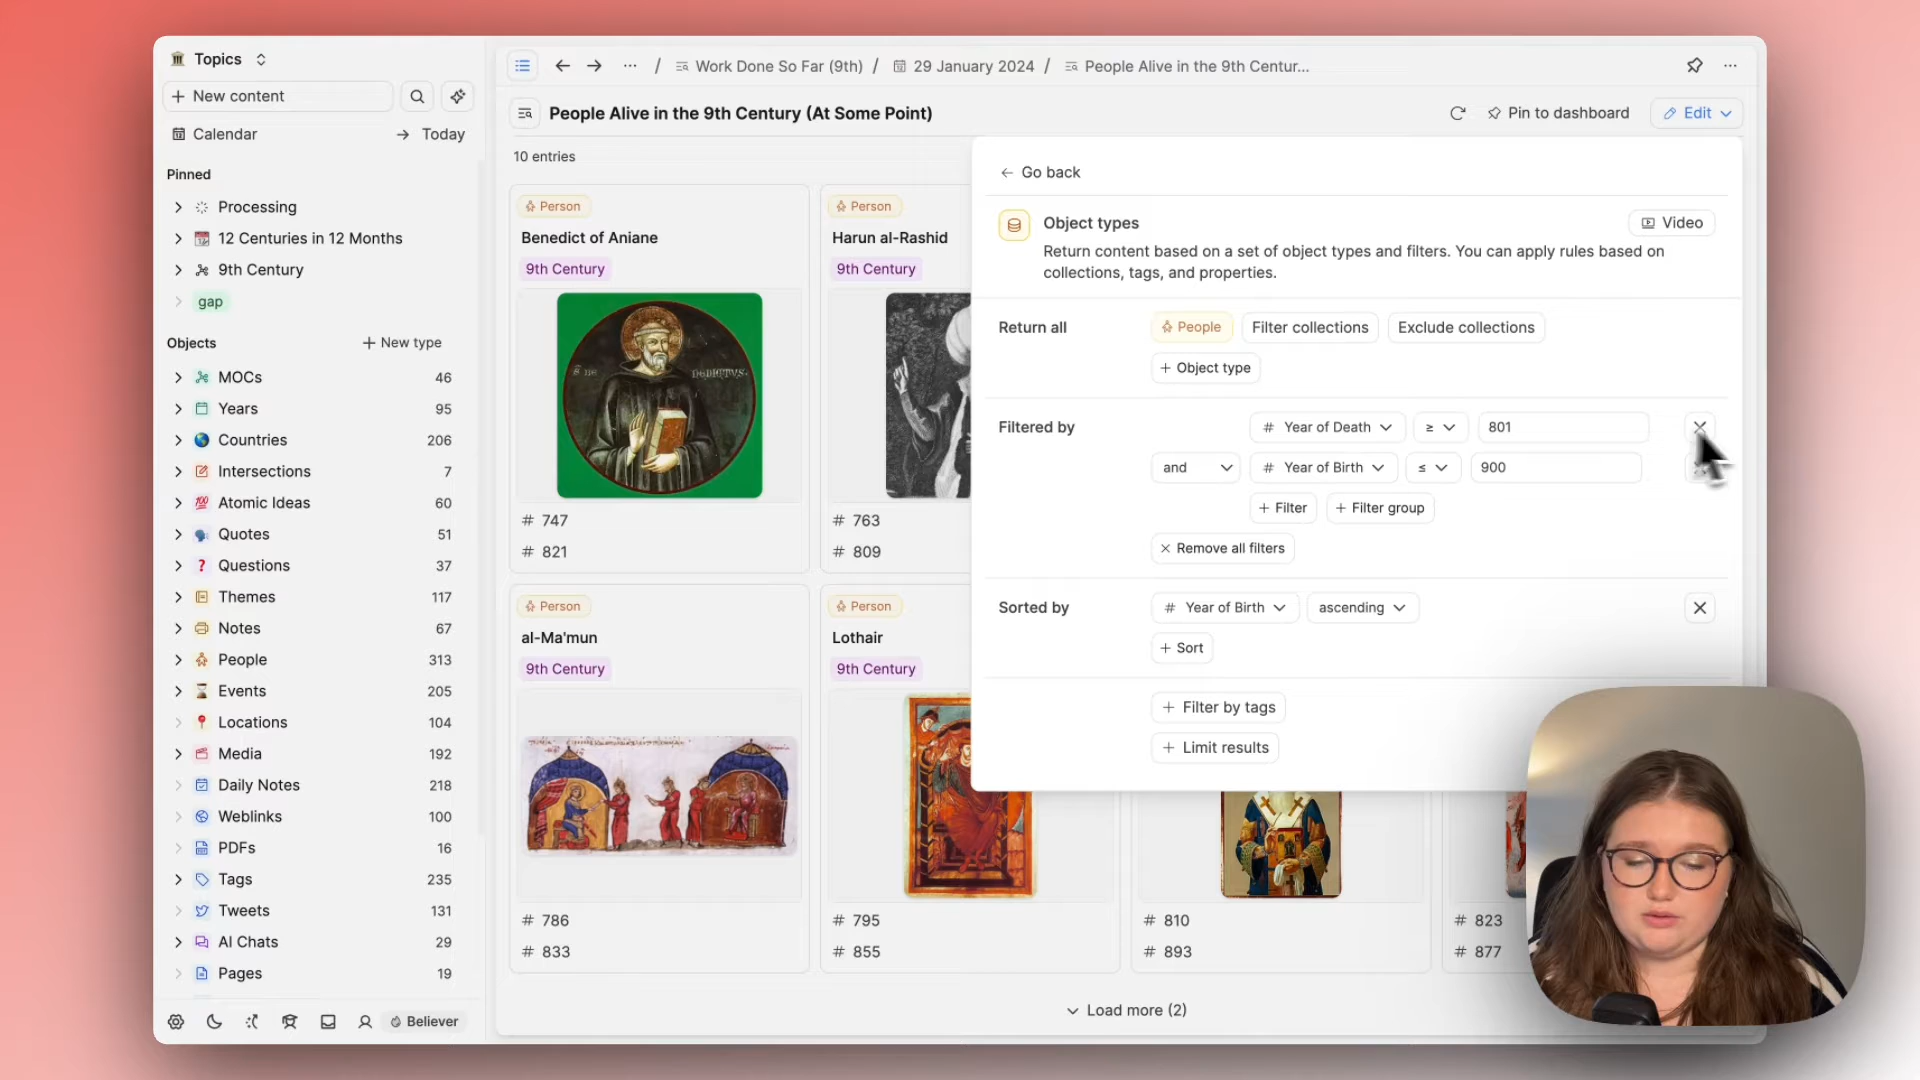 Topics
New content
Calendar
Today
Pinned
Processing
12 Centuries in 12 Months
9th Century
gap
Objects
New type
MOCs 46
Years 95
Countries 206
Intersections 7
Atomic Ideas 60
Quotes 51
Questions 37
Themes 117
Notes 67
People 313
Events 205
Locations 104
Media 192
Daily Notes 218
Weblinks 100
PDFs 16
Tags 235
Tweets 131
AI Chats 29
Pages 19
Believer
/ Work Done So Far (9th) / 29 January 2024 / People Alive in the 9th Centur...
People Alive in the 9th Century (At Some Point)
Pin to dashboard
Edit
10 entries
Person
Benedict of Aniane
9th Century
# 747
# 821
Person
Harun al-Rashid
9th Century
# 763
# 809
Person
al-Ma'mun
9th Century
# 786
# 833
Person
Lothair
9th Century
# 795
# 855
# 810
# 893
# 823
# 877
Load more (2)
Go back
Object types
Video
Return content based on a set of object types and filters. You can apply rules based on
collections, tags, and properties.
Return all
People
Filter collections
Exclude collections
+ Object type
Filtered by
# Year of Death ≥ 801
and # Year of Birth ≤ 900
+ Filter
+ Filter group
Remove all filters
Sorted by
# Year of Birth
ascending
+ Sort
+ Filter by tags
+ Limit results